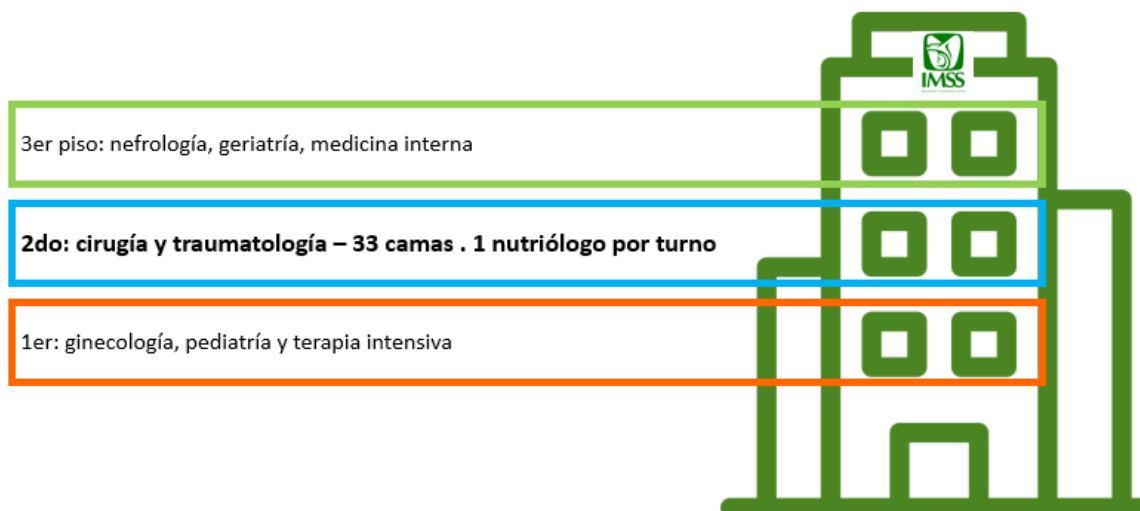 IMSS
3er piso: nefrología, geriatría, medicina interna
2do: cirugía y traumatología – 33 camas . 1 nutriólogo por turno
1er: ginecología, pediatría y terapia intensiva